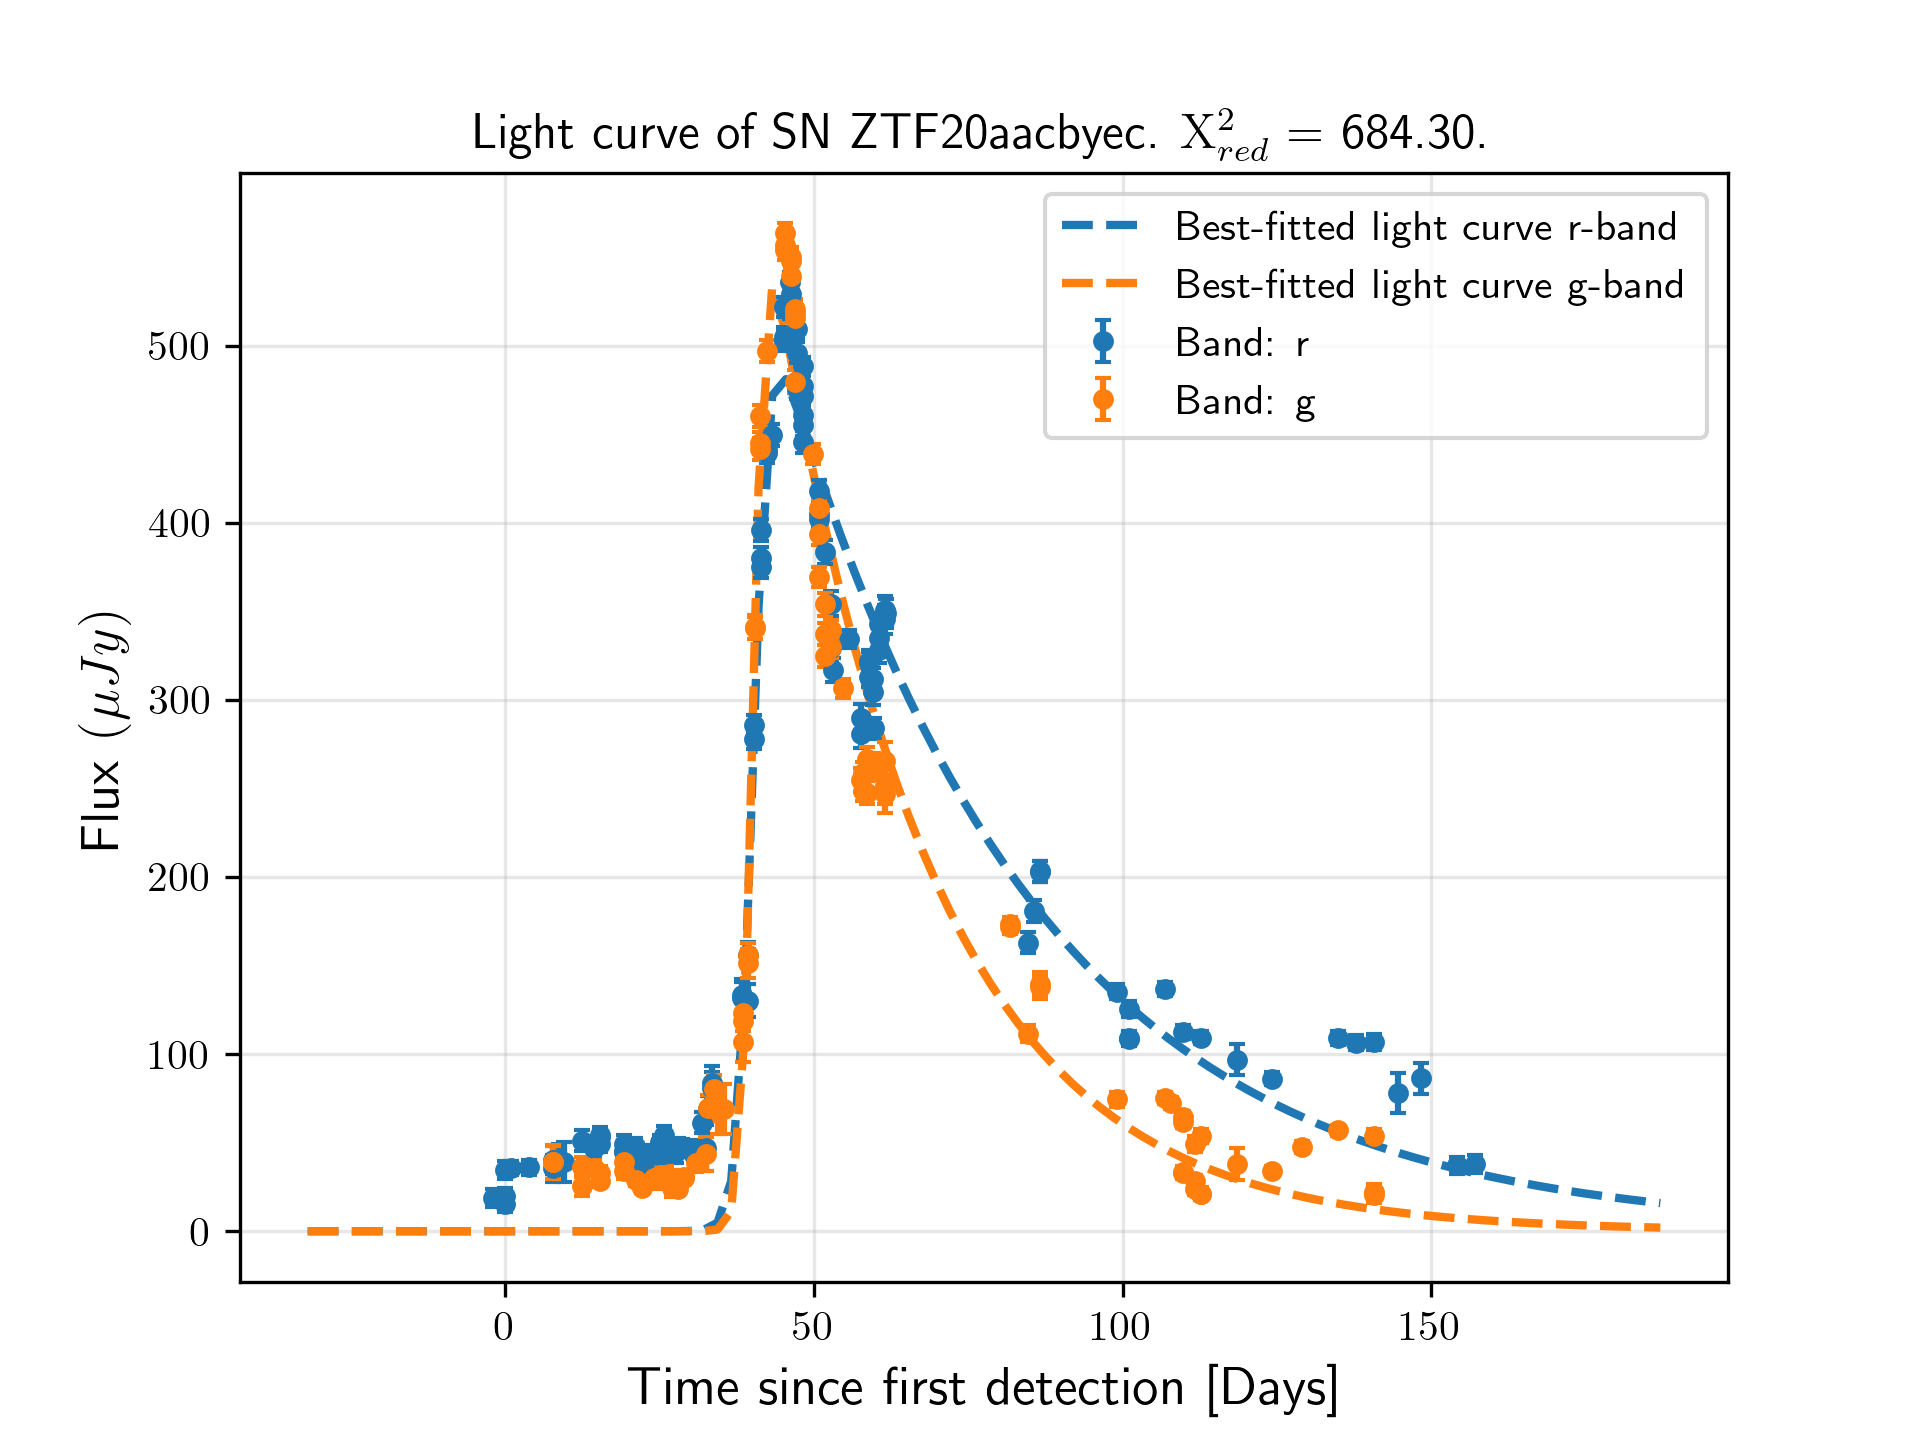 Light curve of SN ZTF20aacbyec. X²red = 684.30.
Best-fitted light curve r-band
Best-fitted light curve g-band
Band: r
Band: g
Flux (μJy)
500
400
300
200
100
0
0 50 100 150
Time since first detection [Days]